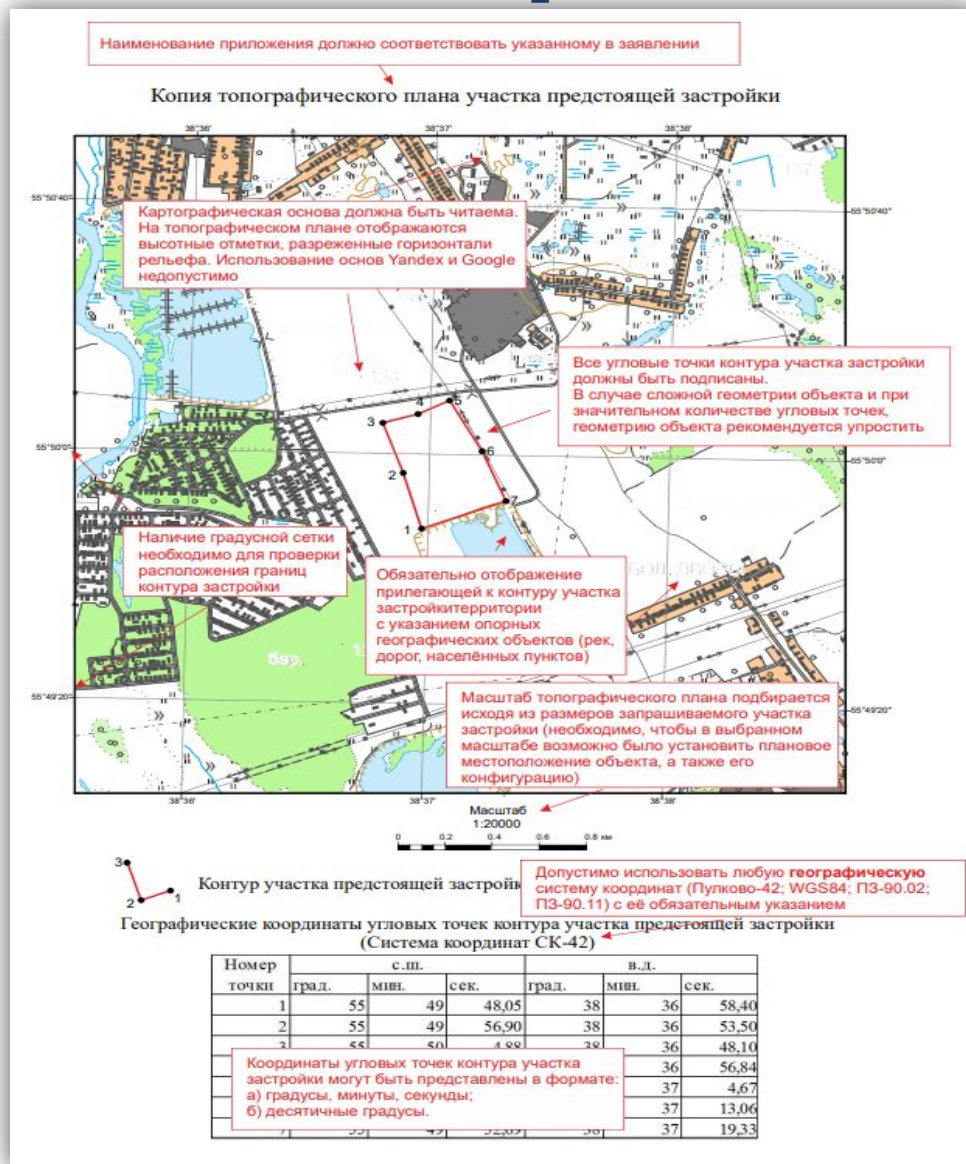 Наименование приложения должно соответствовать указанному в заявлении
Копия топографического плана участка предстоящей застройки
38°36' 38°37' 38°38'
55°50'40" 55°50'40"
Картографическая основа должна быть читаема.
На топографическом плане отображаются
высотные отметки, разреженные горизонтали
рельефа. Использование основ Yandex и Google
недопустимо
Все угловые точки контура участка застройки
должны быть подписаны.
В случае сложной геометрии объекта и при
значительном количестве угловых точек,
геометрию объекта рекомендуется упростить
5
4
3
55°50'0" 55°50'0"
6
2
7
1
Наличие градусной сетки
необходимо для проверки
расположения границ
контура застройки
Обязательно отображение
прилегающей к контуру участка
застройкитерритории
с указанием опорных
географических объектов (рек,
дорог, населённых пунктов)
55°49'20" 55°49'20"
Масштаб топографического плана подбирается
исходя из размеров запрашиваемого участка
застройки (необходимо, чтобы в выбранном
масштабе возможно было установить плановое
местоположение объекта, а также его
конфигурацию)
38°36' 38°37' 38°38'
Масштаб
1:20000
0 0.2 0.4 0.6 0.8 км
3
2 1
Контур участка предстоящей
Допустимо использовать любую географическую
систему координат (Пулково-42; WGS84; ПЗ-90.02;
ПЗ-90.11) с её обязательным указанием
Географические координаты угловых точек контура участка предстоящей застройки
(Система координат СК-42)
Номер точки с.ш. в.д.
град. мин. сек. град. мин. сек.
1 55 49 48,05 38 36 58,40
2 55 49 56,90 38 36 53,50
3 55 50 4,88 38 36 48,10
36 56,84
37 4,67
37 13,06
37 19,33
Координаты угловых точек контура участка
застройки могут быть представлены в формате:
а) градусы, минуты, секунды;
б) десятичные градусы.